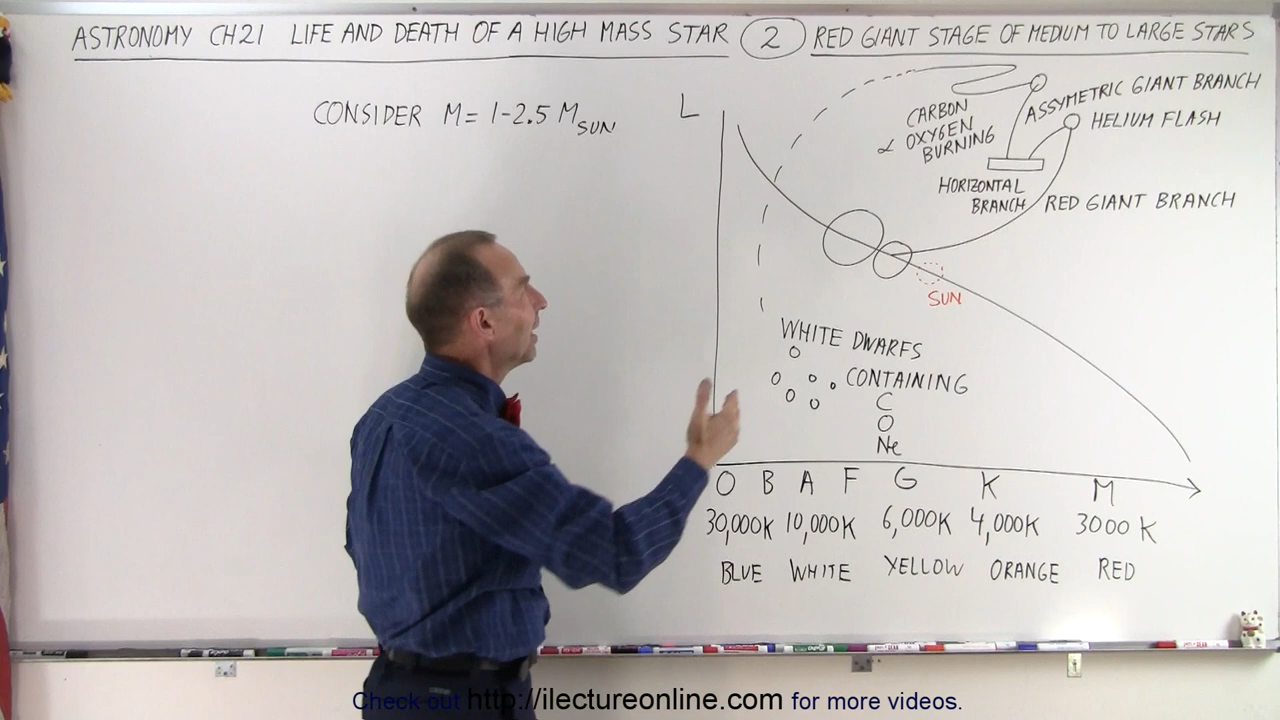 ASTRONOMY CH21 LIFE AND DEATH OF A HIGH MASS STAR 2 RED GIANT STAGE OF MEDIUM TO LARGE STARS
CONSIDER M = 1-2.5 M SUN
L
CARBON
∝ OXYGEN
BURNING
ASSYMETRIC GIANT BRANCH
HELIUM FLASH
HORIZONTAL
BRANCH
RED GIANT BRANCH
SUN
WHITE DWARFS
CONTAINING
C
O
Ne
O B A F G K M
30,000K 10,000K 6,000K 4,000K 3000 K
BLUE WHITE YELLOW ORANGE RED
Check out http://ilectureonline.com for more videos.